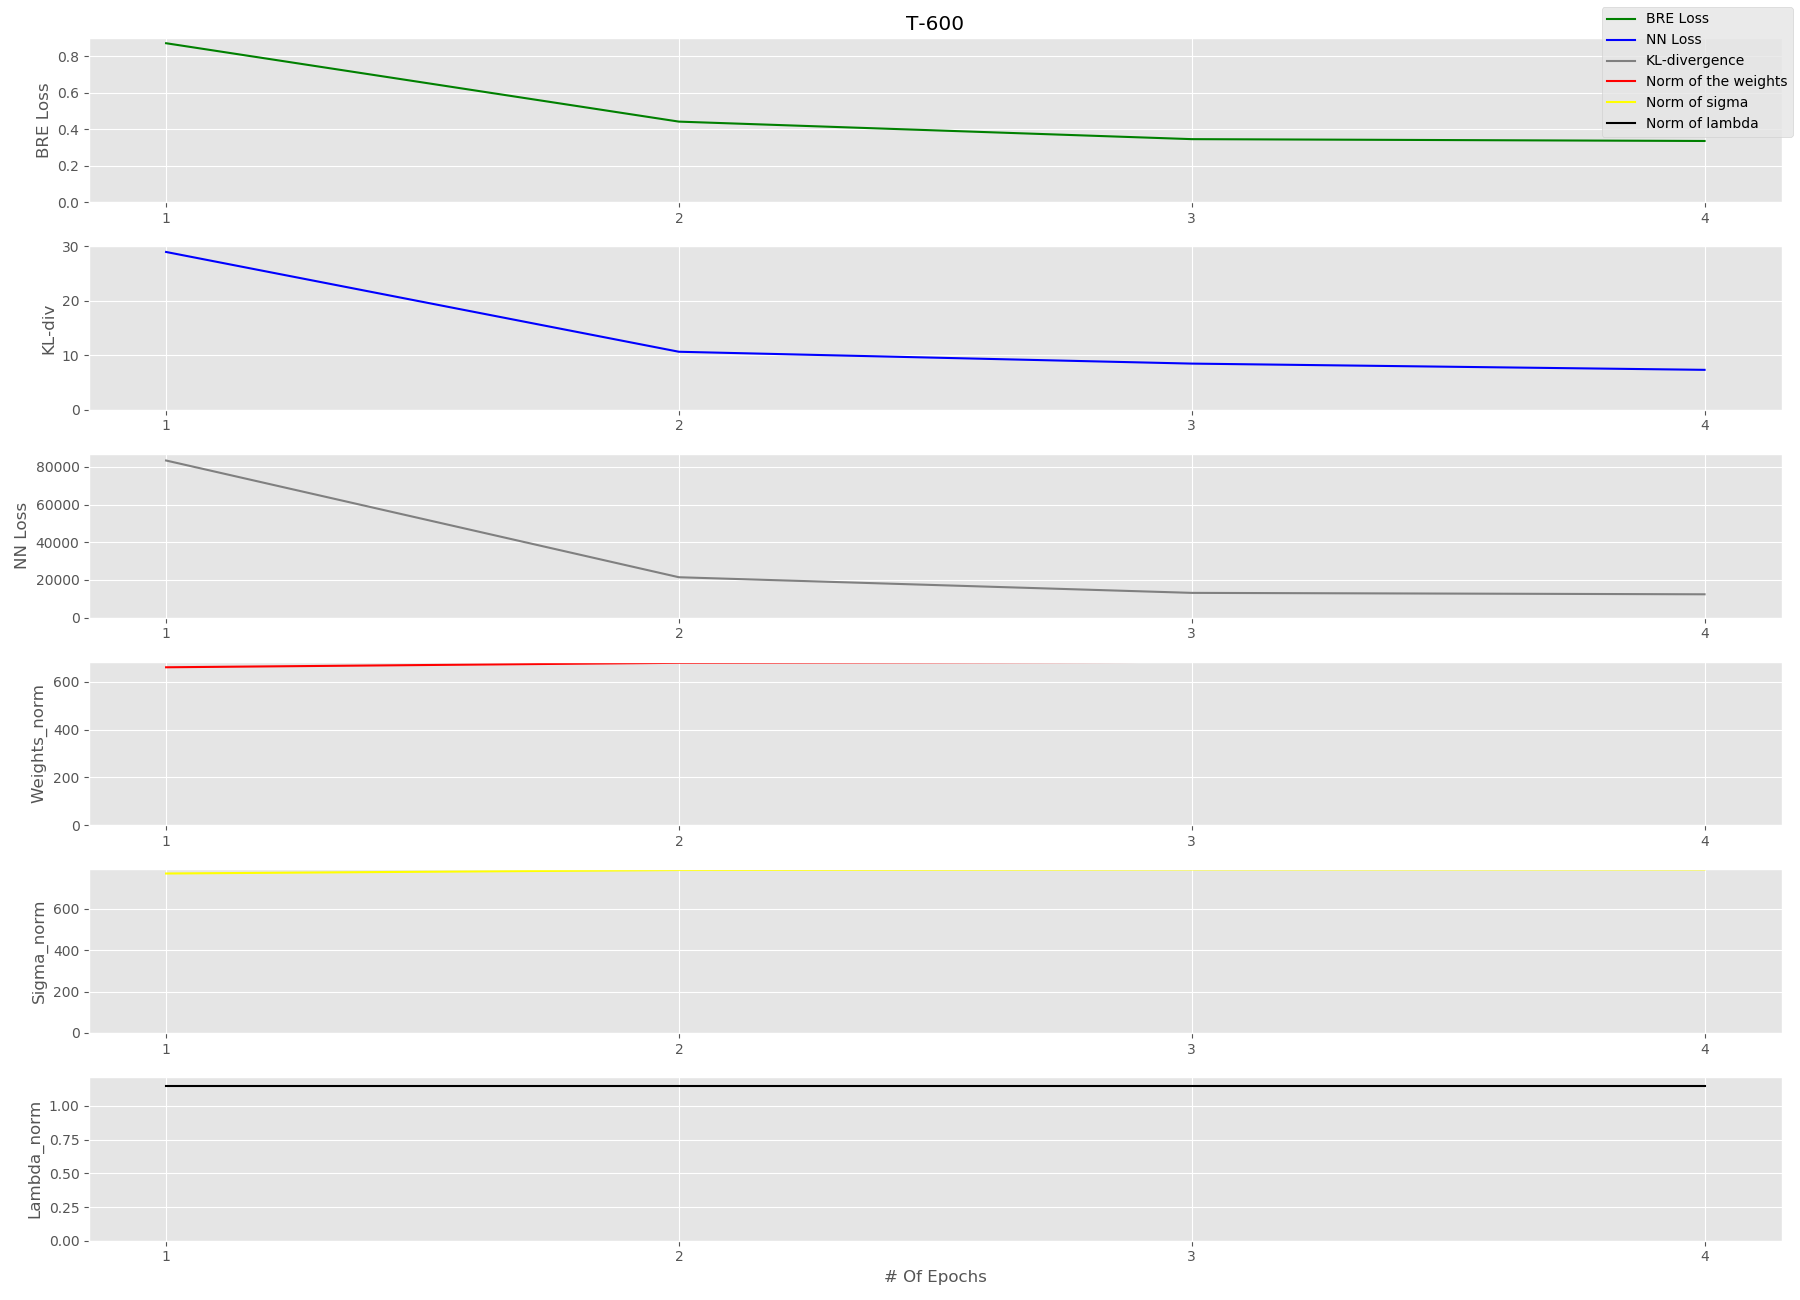 T-600
BRE Loss
NN Loss
KL-divergence
Norm of the weights
Norm of sigma
Norm of lambda
BRE Loss
0.8
0.6
0.4
0.2
0.0
1 2 3 4
KL-div
30
20
10
0
1 2 3 4
NN Loss
80000
60000
40000
20000
0
1 2 3 4
Weights_norm
600
400
200
0
1 2 3 4
Sigma_norm
600
400
200
0
1 2 3 4
Lambda_norm
1.00
0.75
0.50
0.25
0.00
1 2 3 4
# Of Epochs